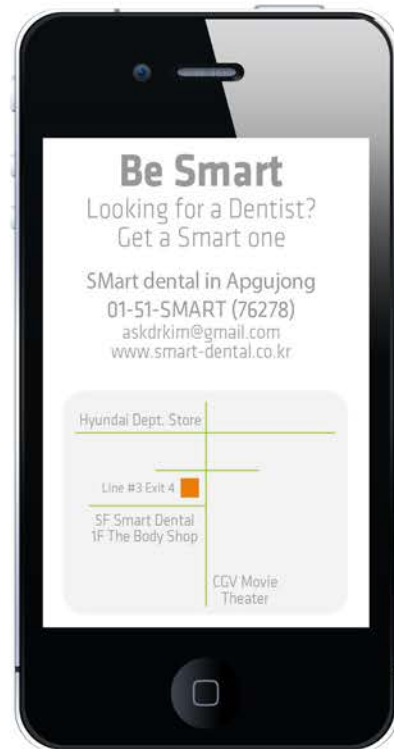 Be Smart
Looking for a Dentist?
Get a Smart one
SMart dental in Apgujong
01-51-SMART (76278)
askdrkim@gmail.com
www.smart-dental.co.kr
Hyundai Dept. Store
Line #3 Exit 4
5F Smart Dental
1F The Body Shop
CGV Movie
Theater